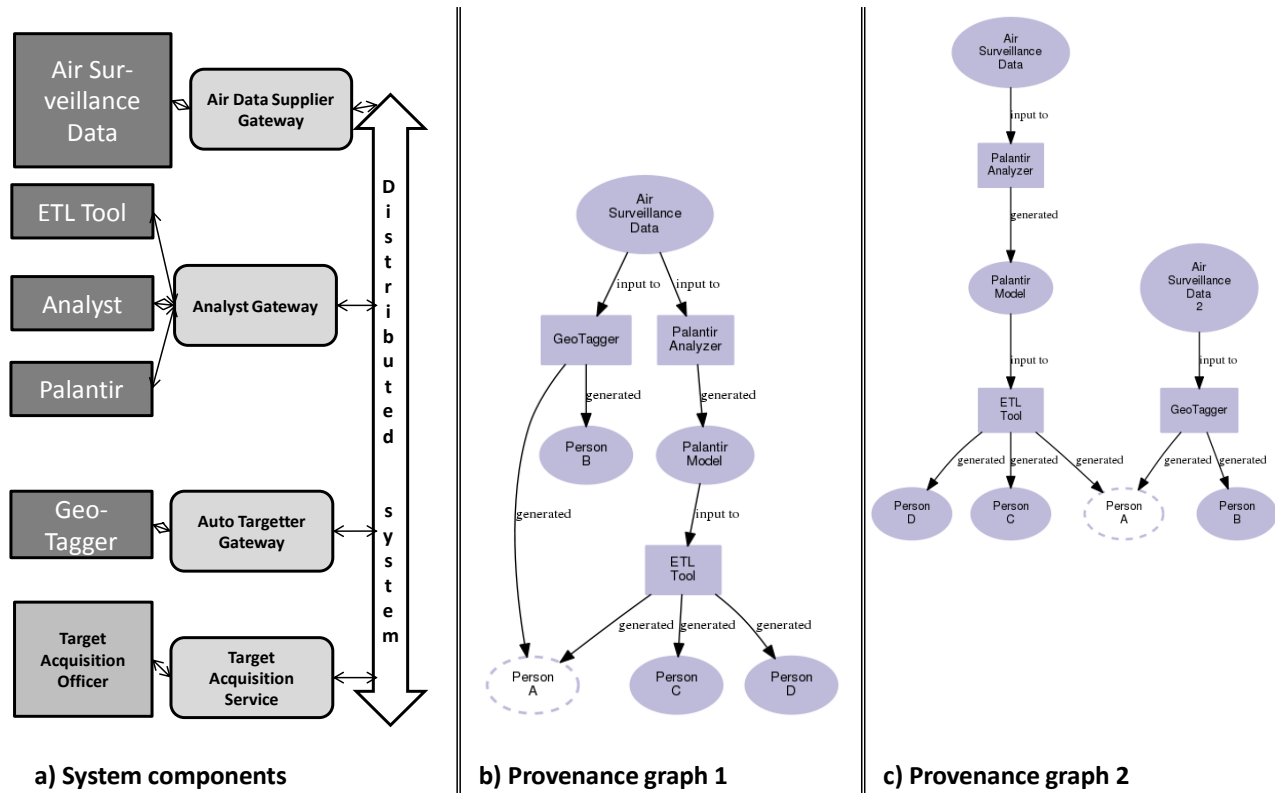 Air Sur-
veillance
Data
Air Data Supplier
Gateway
ETL Tool
Analyst
Analyst Gateway
Palantir
Geo-
Tagger
Auto Targetter
Gateway
Target
Acquisition
Officer
Target
Acquisition
Service
D
i
s
t
r
i
b
u
t
e
d
s
y
s
t
e
m
a) System components
Air
Surveillance
Data
input to
input to
GeoTagger
Palantir
Analyzer
generated
generated
Person
B
Palantir
Model
generated
input to
ETL
Tool
generated
generated
generated
Person
A
Person
C
Person
D
b) Provenance graph 1
Air
Surveillance
Data
input to
Palantir
Analyzer
generated
Palantir
Model
Air
Surveillance
Data
2
input to
input to
ETL
Tool
GeoTagger
generated
generated
generated
generated
generated
Person
D
Person
C
Person
A
Person
B
c) Provenance graph 2